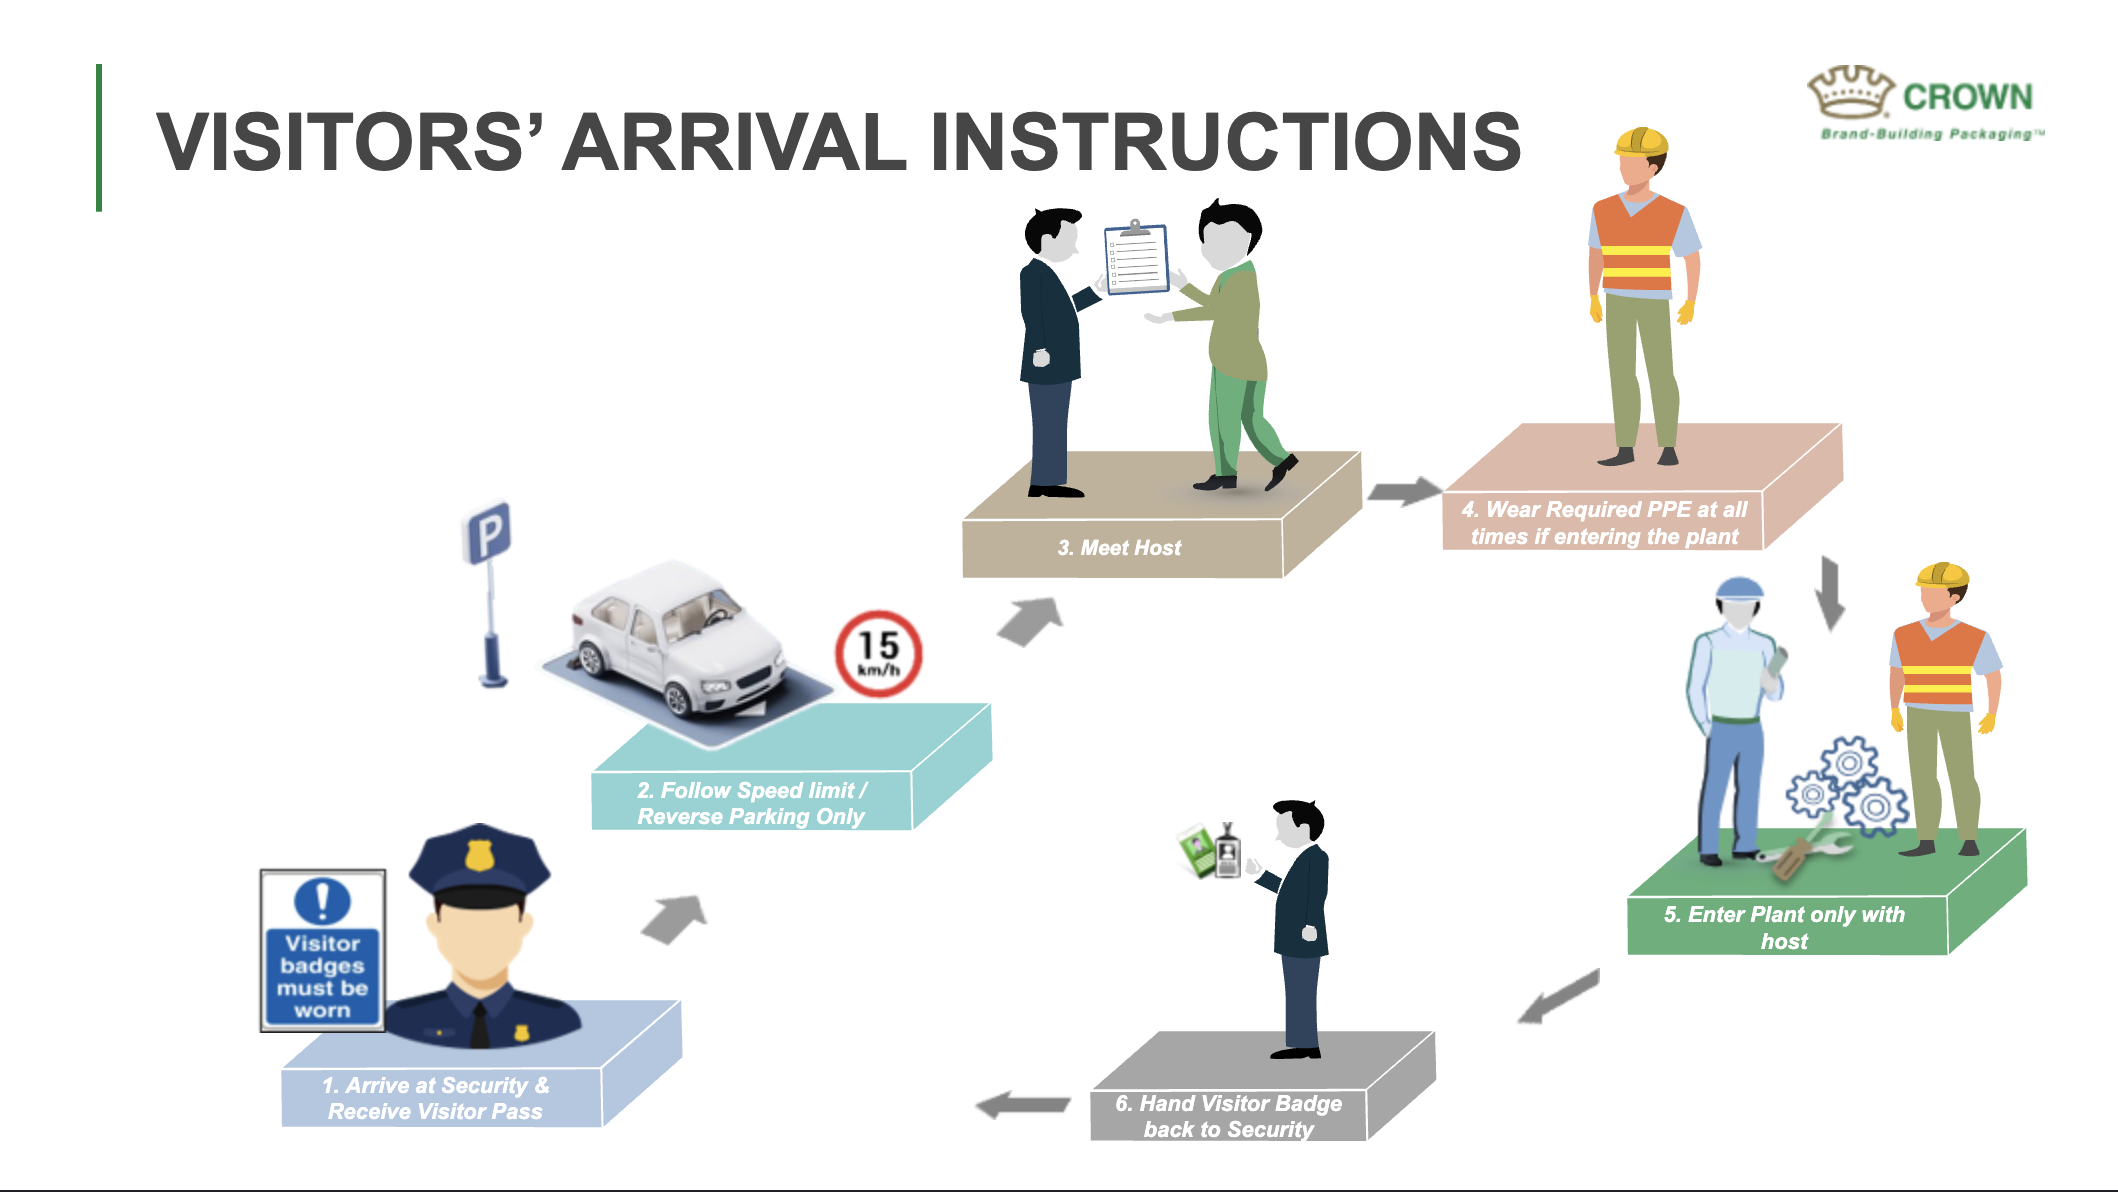 VISITORS’ ARRIVAL INSTRUCTIONS
CROWN
Brand-Building Packaging™
3. Meet Host
4. Wear Required PPE at all
times if entering the plant
P
15
km/h
2. Follow Speed limit /
Reverse Parking Only
5. Enter Plant only with
host
!
Visitor
badges
must be
worn
1. Arrive at Security &
Receive Visitor Pass
6. Hand Visitor Badge
back to Security